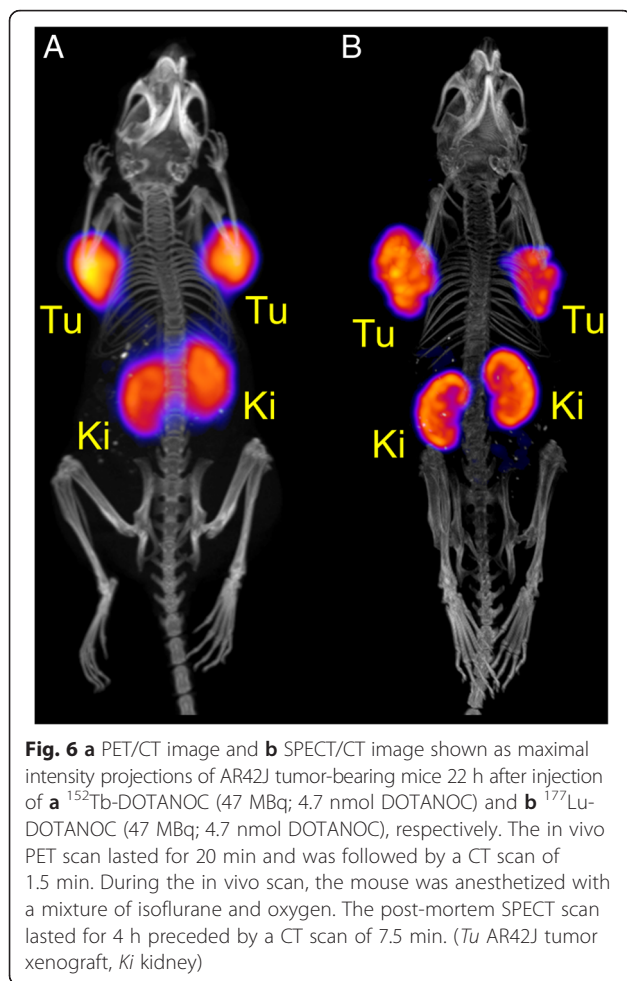 A
B
Tu
Tu
Tu
Tu
Ki
Ki
Ki
Ki
Fig. 6 a PET/CT image and b SPECT/CT image shown as maximal
intensity projections of AR42J tumor-bearing mice 22 h after injection
of a ¹⁵²Tb-DOTANOC (47 MBq; 4.7 nmol DOTANOC) and b ¹⁷⁷Lu-
DOTANOC (47 MBq; 4.7 nmol DOTANOC), respectively. The in vivo
PET scan lasted for 20 min and was followed by a CT scan of
1.5 min. During the in vivo scan, the mouse was anesthetized with
a mixture of isoflurane and oxygen. The post-mortem SPECT scan
lasted for 4 h preceded by a CT scan of 7.5 min. (Tu AR42J tumor
xenograft, Ki kidney)